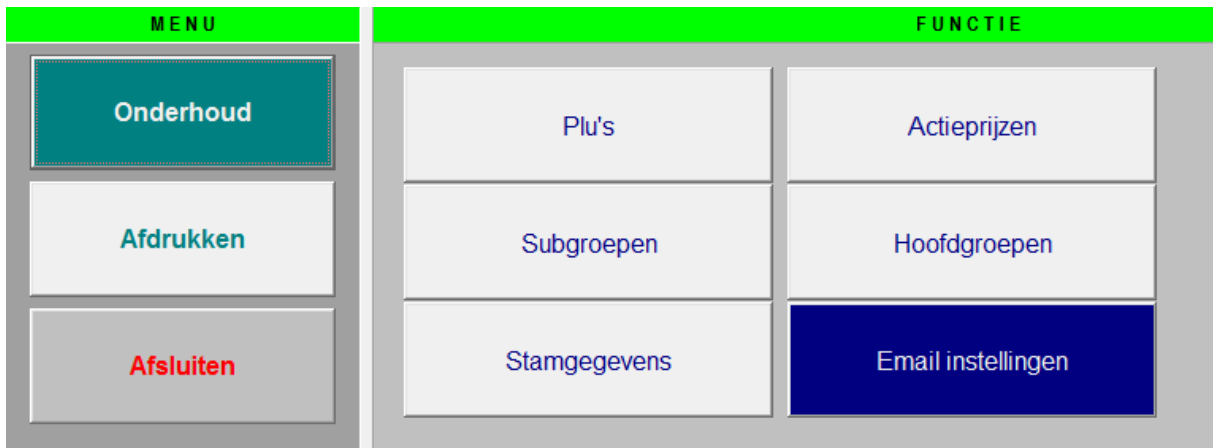 MENU
FUNCTIE
Onderhoud
Afdrukken
Afsluiten
Plu's
Actieprijzen
Subgroepen
Hoofdgroepen
Stamgegevens
Email instellingen